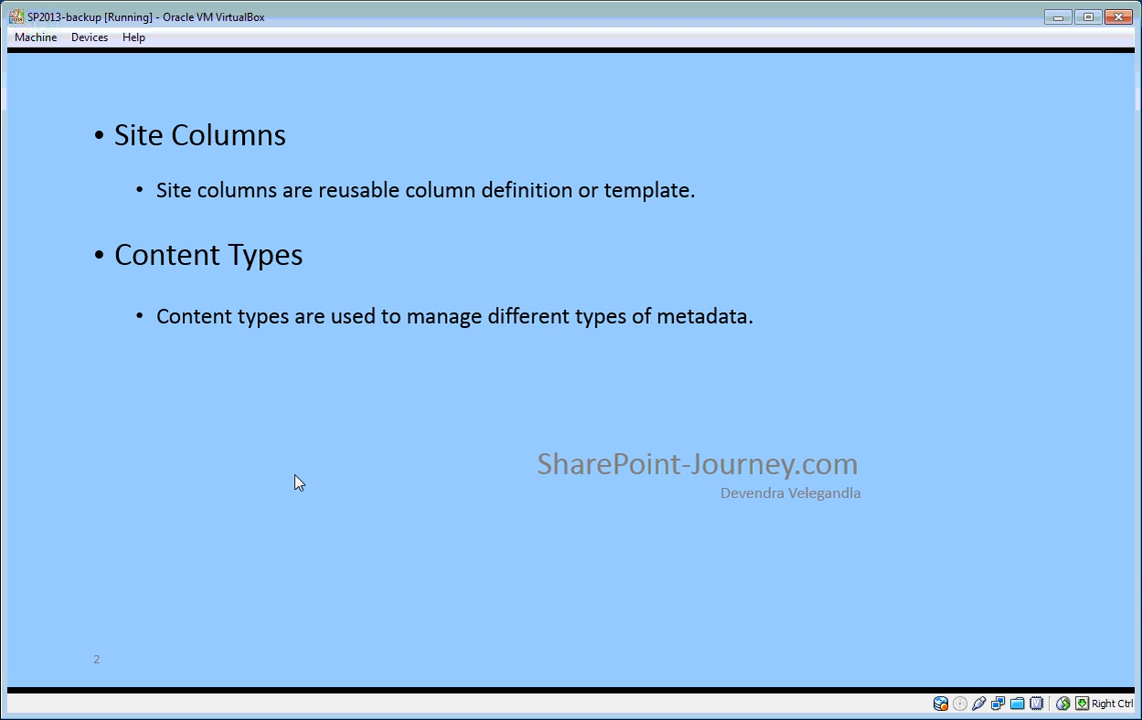 SP2013-backup [Running] - Oracle VM VirtualBox
Machine Devices Help
• Site Columns
• Site columns are reusable column definition or template.
• Content Types
• Content types are used to manage different types of metadata.
SharePoint-Journey.com
Devendra Velegandla
2
Right Ctrl